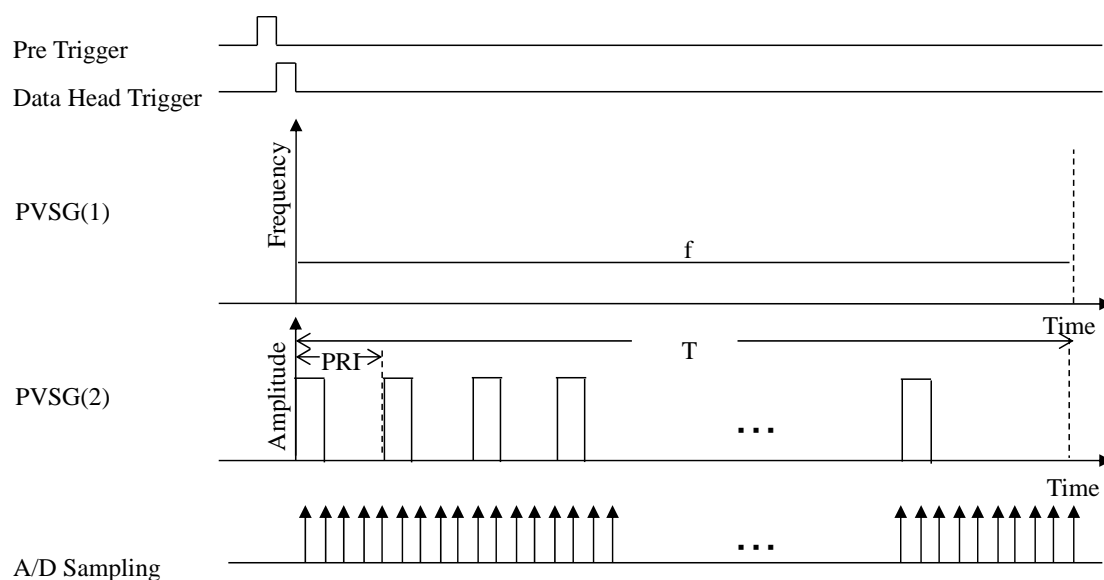 Pre Trigger
Data Head Trigger
PVSG(1)
Frequency
f
Time
PVSG(2)
Amplitude
PRI
T
...
Time
A/D Sampling
...